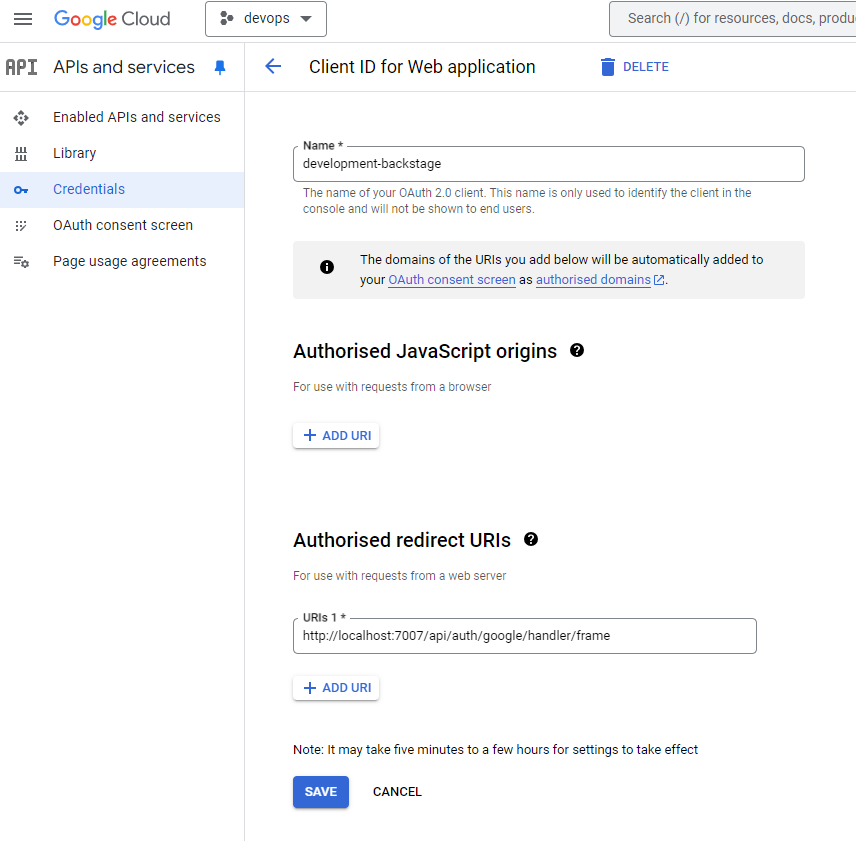 Google Cloud
devops
Search (/) for resources, docs, produ
API
APIs and services
Client ID for Web application
DELETE
Enabled APIs and services
Library
Credentials
OAuth consent screen
Page usage agreements
Name *
development-backstage
The name of your OAuth 2.0 client. This name is only used to identify the client in the
console and will not be shown to end users.
The domains of the URIs you add below will be automatically added to
your OAuth consent screen as authorised domains.
Authorised JavaScript origins
For use with requests from a browser
ADD URI
Authorised redirect URIs
For use with requests from a web server
URIs 1 *
http://localhost:7007/api/auth/google/handler/frame
ADD URI
Note: It may take five minutes to a few hours for settings to take effect
SAVE
CANCEL